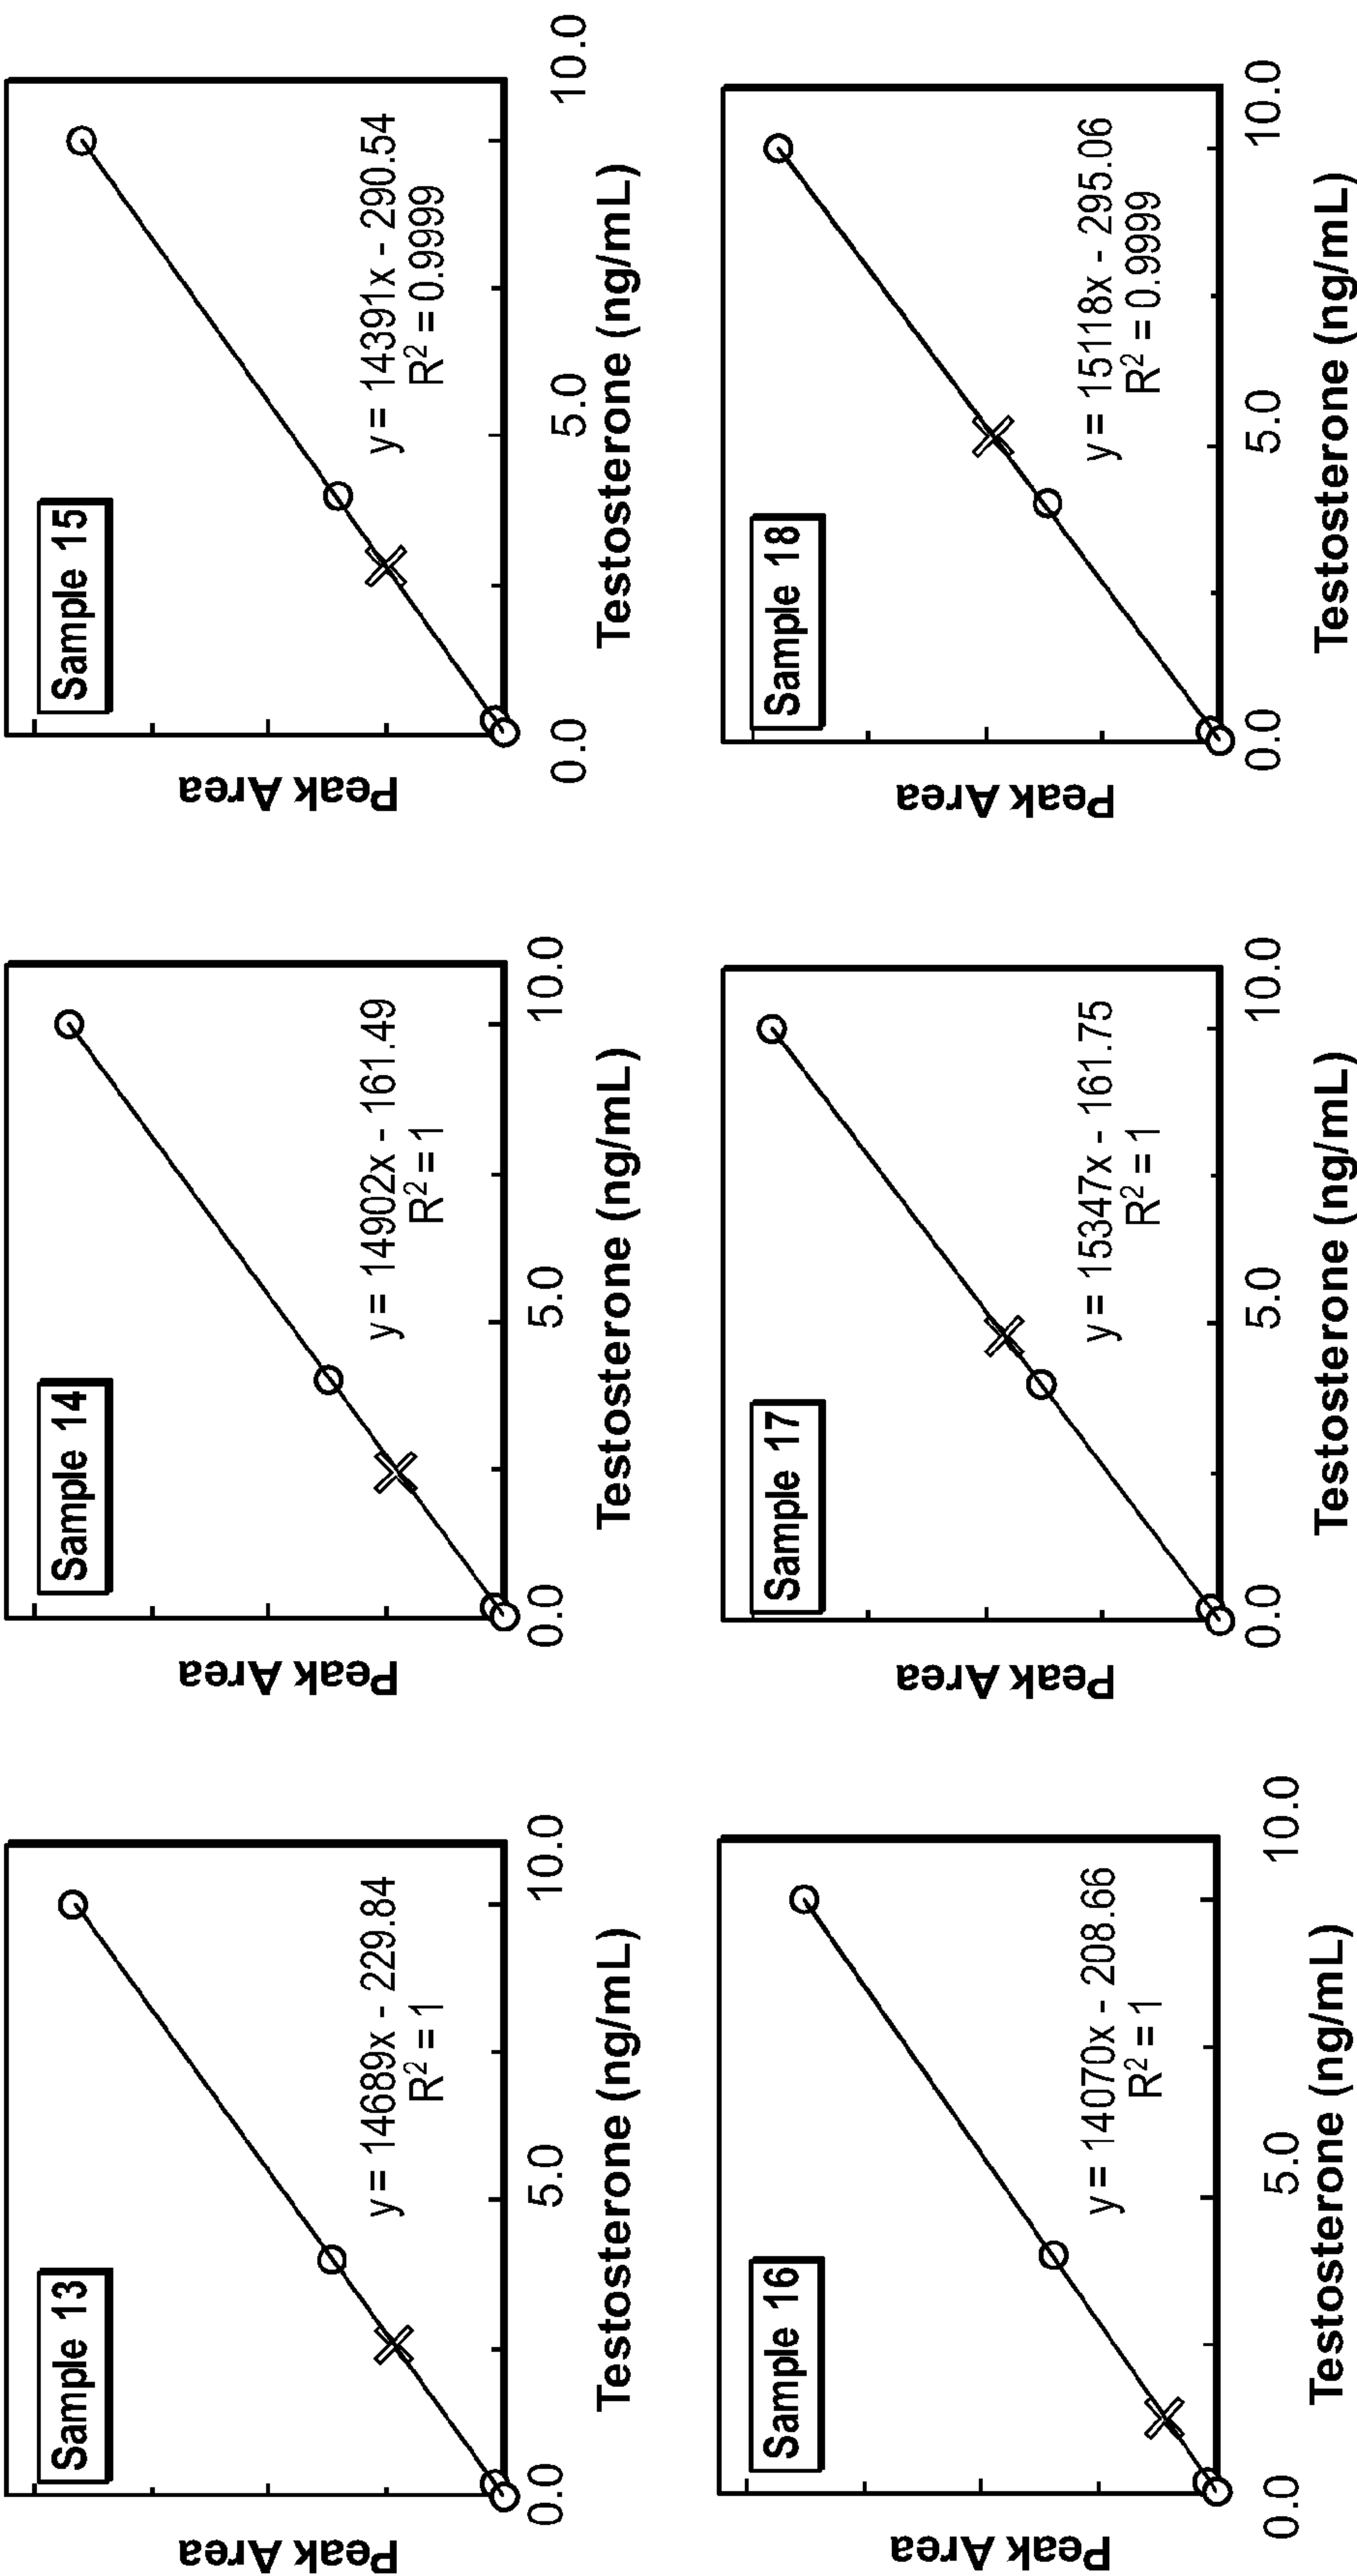 Sample 13
Peak Area
y = 14689x - 229.84
R² = 1
0.0 5.0 10.0
Testosterone (ng/mL)
Sample 14
Peak Area
y = 14902x - 161.49
R² = 1
0.0 5.0 10.0
Testosterone (ng/mL)
Sample 15
Peak Area
y = 14391x - 290.54
R² = 0.9999
0.0 5.0 10.0
Testosterone (ng/mL)
Sample 16
Peak Area
y = 14070x - 208.66
R² = 1
0.0 5.0 10.0
Testosterone (ng/mL)
Sample 17
Peak Area
y = 15347x - 161.75
R² = 1
0.0 5.0 10.0
Testosterone (ng/mL)
Sample 18
Peak Area
y = 15118x - 295.06
R² = 0.9999
0.0 5.0 10.0
Testosterone (ng/mL)